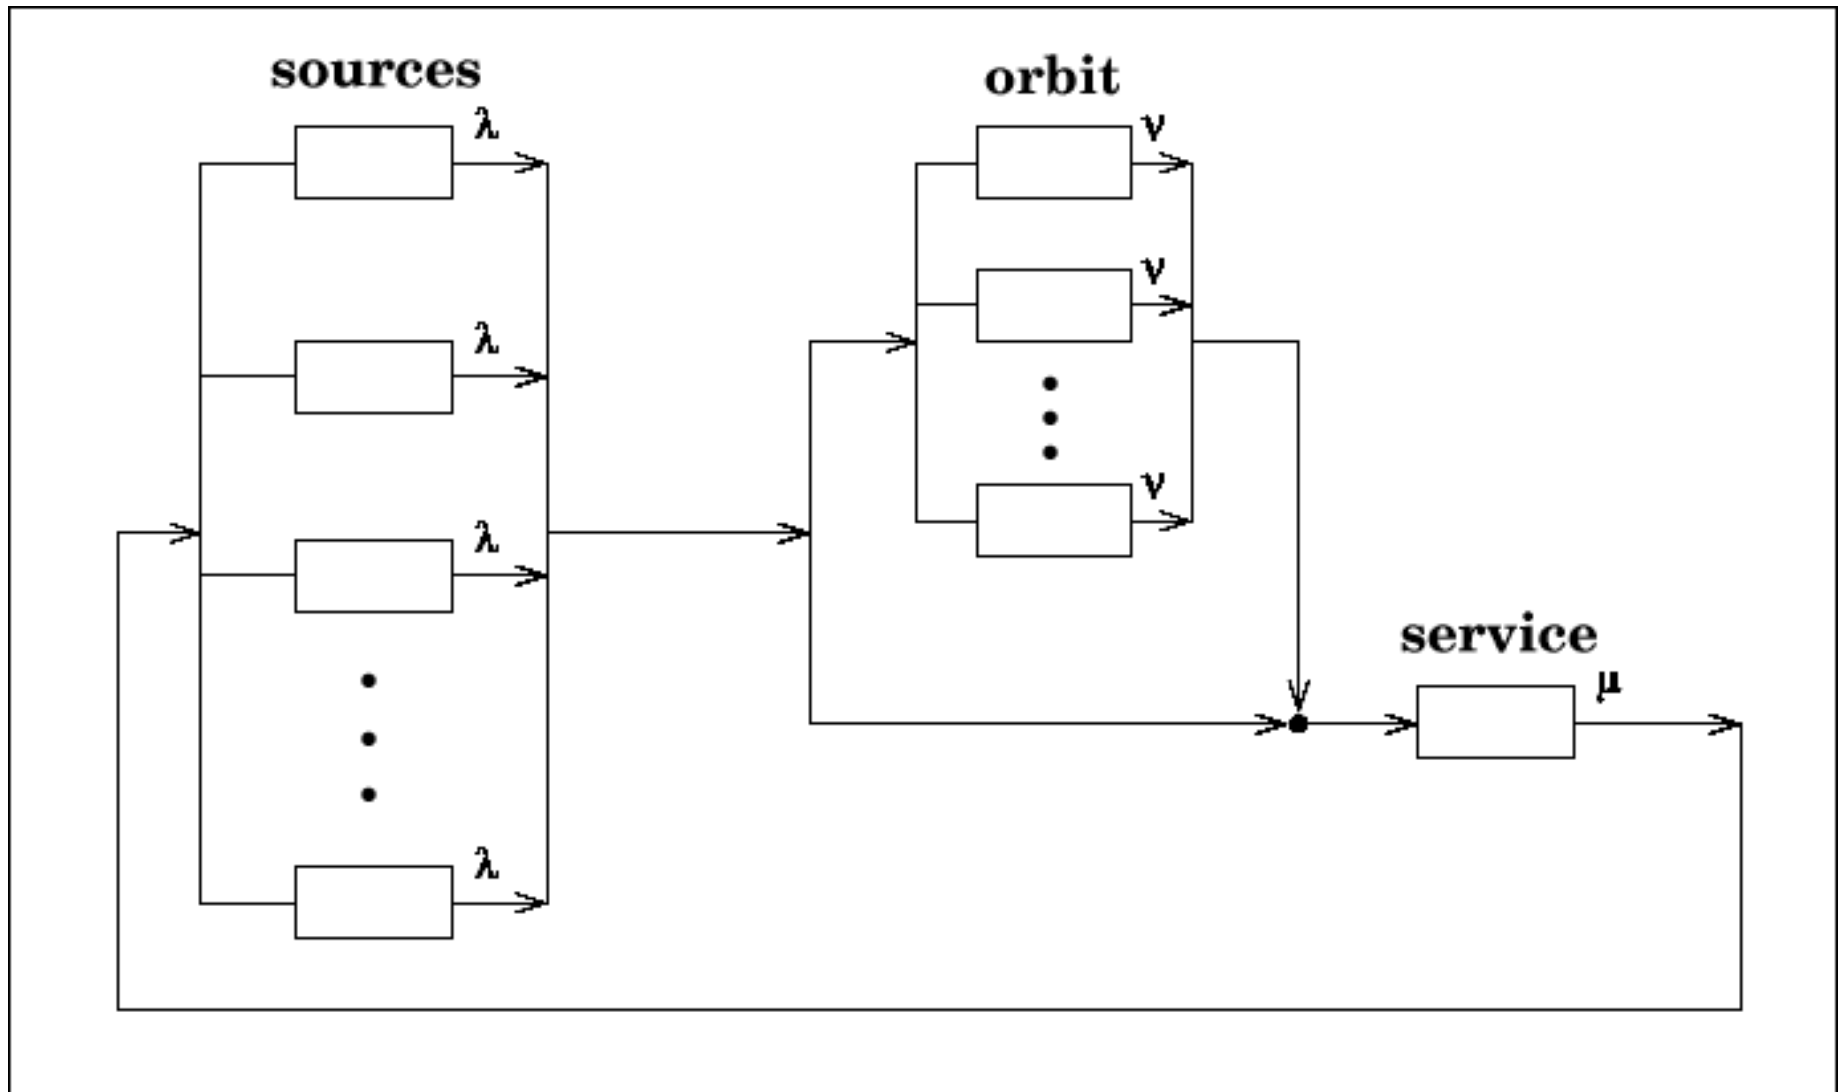 sources
λ
λ
λ
λ
orbit
ν
ν
ν
service
μ